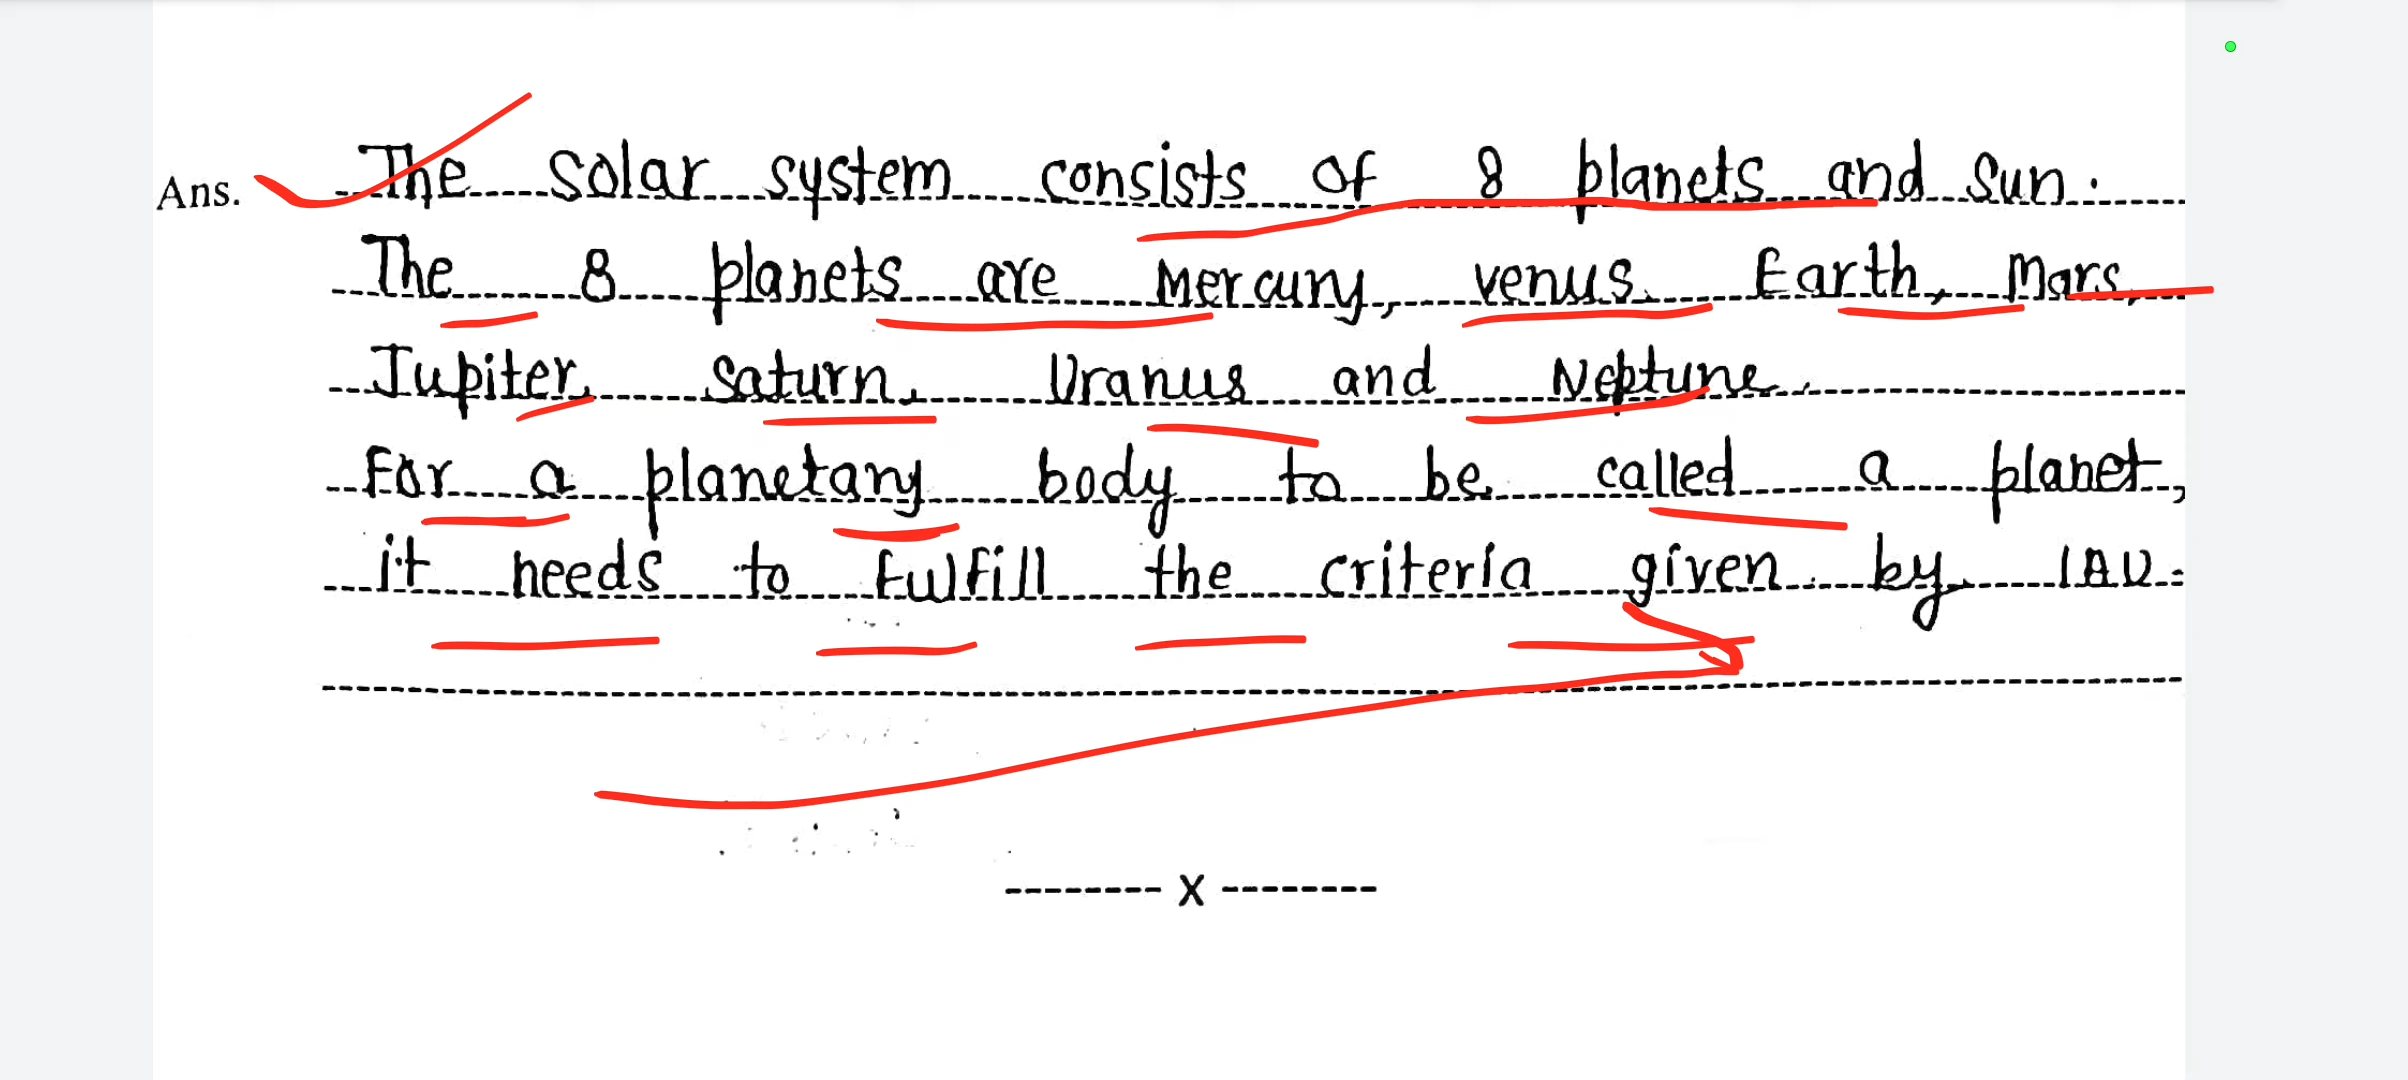 Ans. The solar system consists of 8 planets and Sun.
The 8 planets are Mercury, venus, Earth, Mars,
Jupiter, Saturn, Uranus and Neptune.
For a planetary body to be called a planet,
it needs to fulfill the criteria given by IAU.
-------- X --------